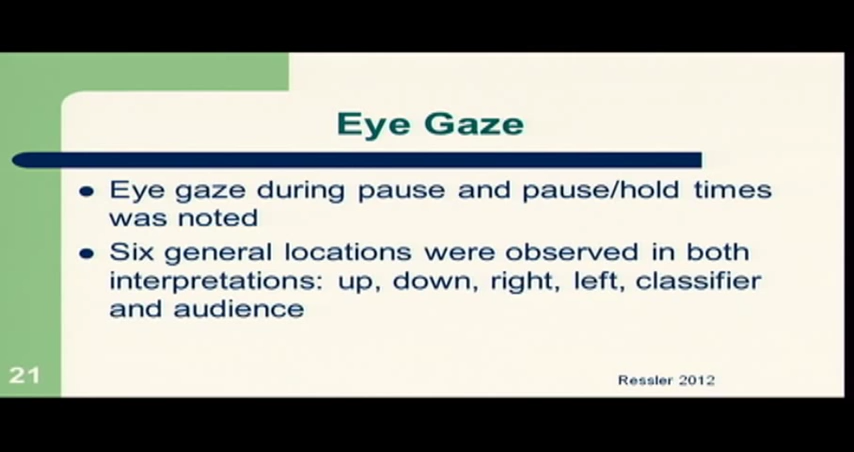 Eye Gaze
● Eye gaze during pause and pause/hold times
was noted
● Six general locations were observed in both
interpretations: up, down, right, left, classifier
and audience
21
Ressler 2012